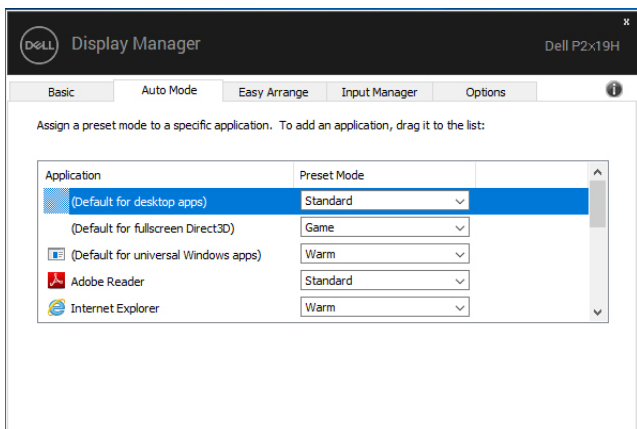 x
DELL Display Manager Dell P2x19H
Basic Auto Mode Easy Arrange Input Manager Options i
Assign a preset mode to a specific application. To add an application, drag it to the list:
Application Preset Mode
(Default for desktop apps) Standard
(Default for fullscreen Direct3D) Game
(Default for universal Windows apps) Warm
Adobe Reader Standard
Internet Explorer Warm